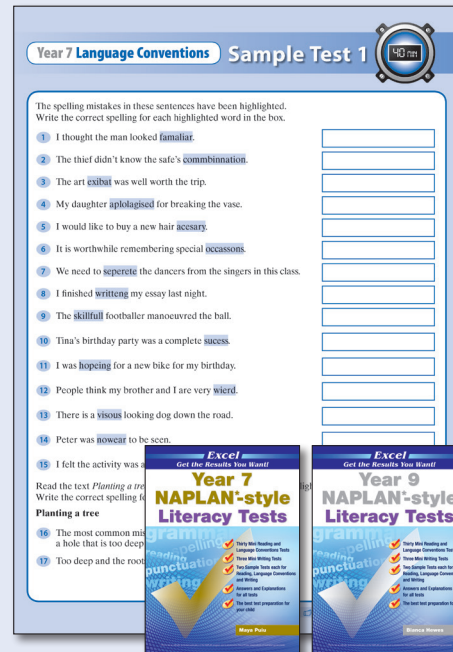 Year 7 Language Conventions
Sample Test 1
40 min
The spelling mistakes in these sentences have been highlighted.
Write the correct spelling for each highlighted word in the box.
1 I thought the man looked famaliar.
2 The thief didn't know the safe's commbinnation.
3 The art exibat was well worth the trip.
4 My daughter aplolagised for breaking the vase.
5 I would like to buy a new hair acesary.
6 It is worthwhile remembering special occassons.
7 We need to seperete the dancers from the singers in this class.
8 I finished writteng my essay last night.
9 The skillfull footballer manoeuvred the ball.
10 Tina's birthday party was a complete sucess.
11 I was hopeing for a new bike for my birthday.
12 People think my brother and I are very wierd.
13 There is a visous looking dog down the road.
14 Peter was nowear to be seen.
15 I felt the activity was a
Read the text Planting a tre
Write the correct spelling fo
Planting a tree
16 The most common mis
a hole that is too deep
17 Too deep and the root
Excel
Get the Results You Want!
Year 7
NAPLAN*-style
Literacy Tests
grammar
spelling
reading
punctuation
writing
Thirty Mini Reading and
Language Conventions Tests
Three Mini Writing Tests
Two Sample Tests each for
Reading, Language Conventions
and Writing
Answers and Explanations
for all tests
The best test preparation for
your child
Maya Puiu
Excel
Get the Results You Want!
Year 9
NAPLAN*-style
Literacy Tests
grammar
spelling
reading
punctuation
writing
Thirty Mini Reading and
Language Conventions Tests
Three Mini Writing Tests
Two Sample Tests each for
Reading, Language Conventions
and Writing
Answers and Explanations
for all tests
The best test preparation for